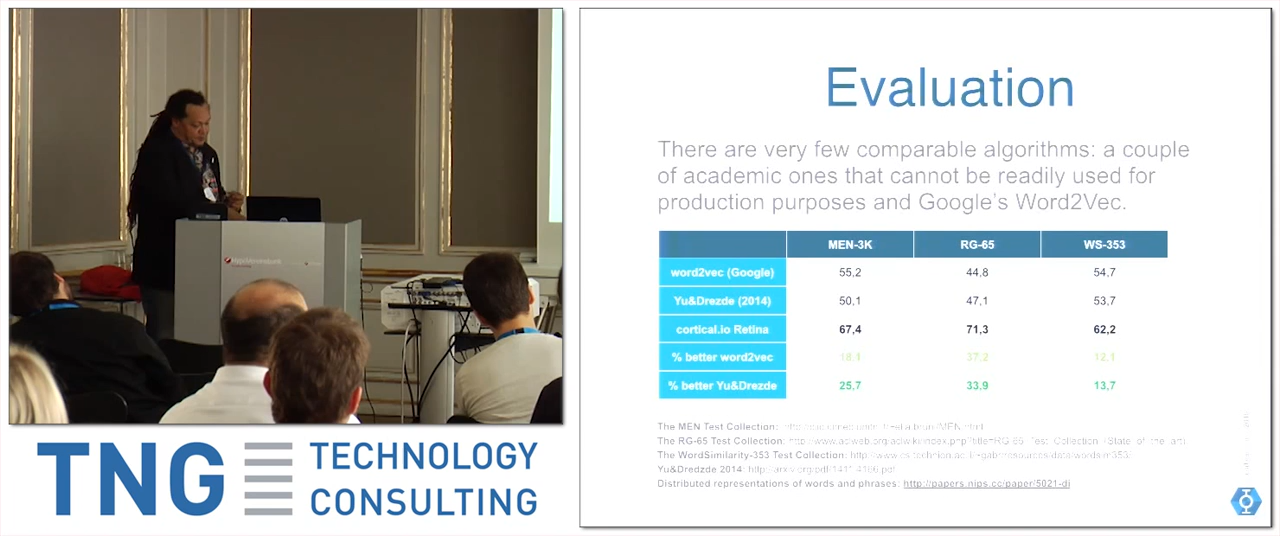 Evaluation
There are very few comparable algorithms: a couple
of academic ones that cannot be readily used for
production purposes and Google's Word2Vec.
MEN-3K RG-65 WS-353
word2vec (Google) 55,2 44,8 54,7
Yu&Drezde (2014) 50,1 47,1 53,7
cortical.io Retina 67,4 71,3 62,2
% better word2vec 18,1 37,2 12,1
% better Yu&Drezde 25,7 33,9 13,7
The MEN Test Collection:
The RG-65 Test Collection:
The WordSimilarity-353 Test Collection:
Yu&Dredzde 2014:
Distributed representations of words and phrases: http://papers.nips.cc/paper/5021-di
TNG TECHNOLOGY
CONSULTING